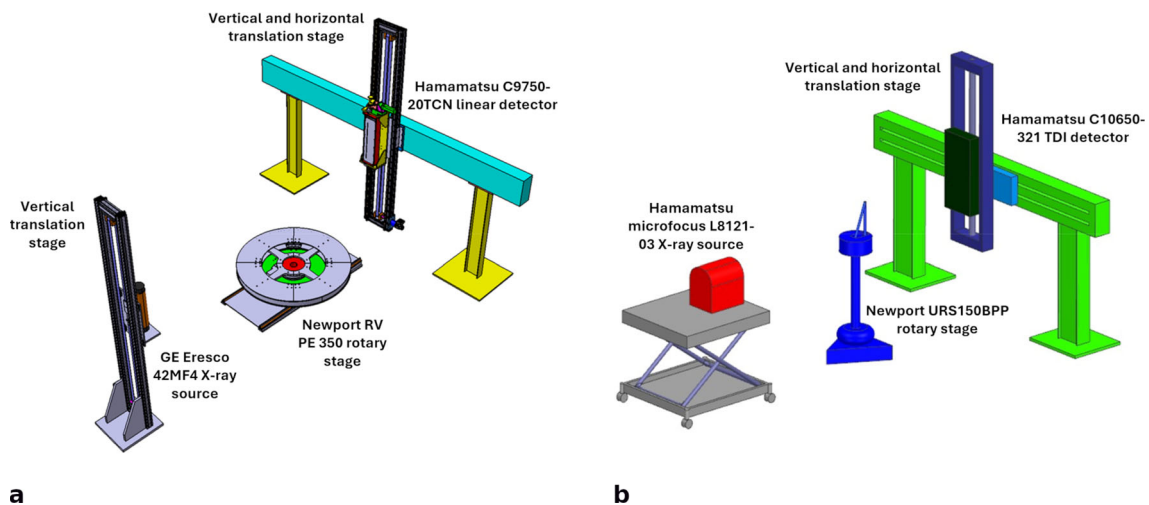 Vertical and horizontal
translation stage
Hamamatsu C9750-
20TCN linear detector
Vertical
translation
stage
Newport RV
PE 350 rotary
stage
GE Eresco
42MF4 X-ray
source
a
Vertical and horizontal
translation stage
Hamamatsu C10650-
321 TDI detector
Hamamatsu
microfocus L8121-
03 X-ray source
Newport URS150BPP
rotary stage
b